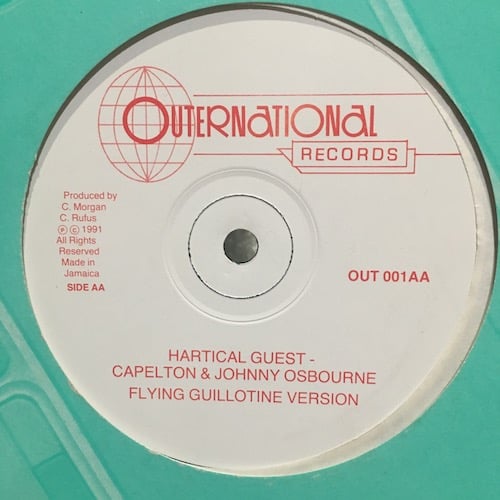 OUTERNATIONAL
RECORDS
Produced by
C. Morgan
C. Rufus
℗ © 1991
All Rights
Reserved
Made in
Jamaica
SIDE AA
OUT 001AA
HARTICAL GUEST -
CAPELTON & JOHNNY OSBOURNE
FLYING GUILLOTINE VERSION